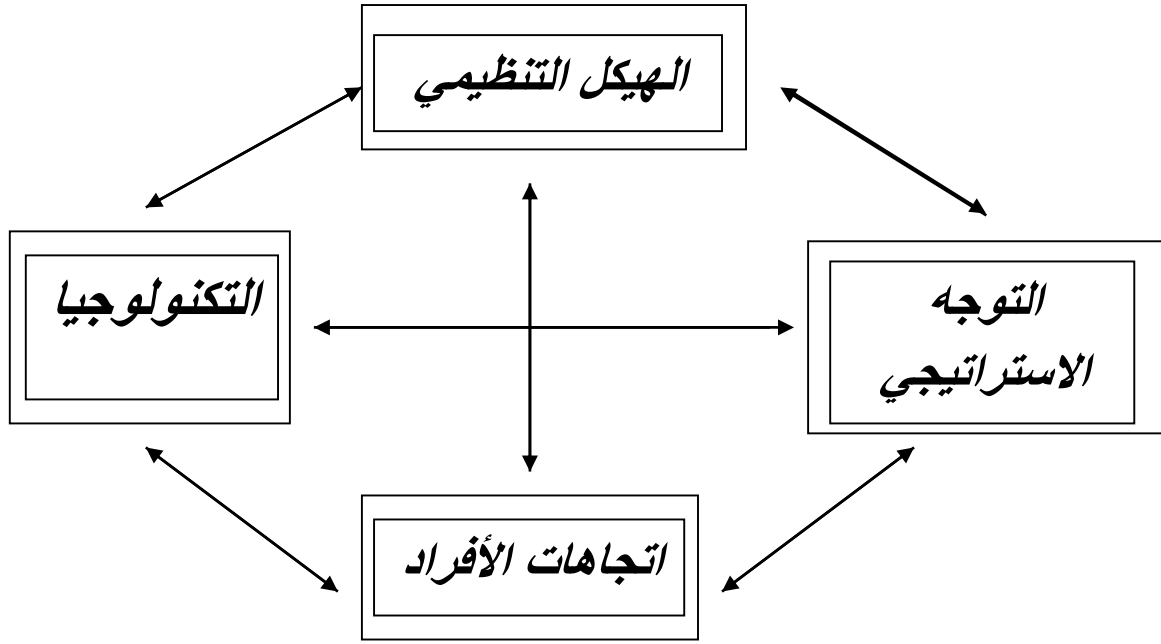 الهيكل التنظيمي
التوجه
الاستراتيجي
التكنولوجيا
اتجاهات الأفراد